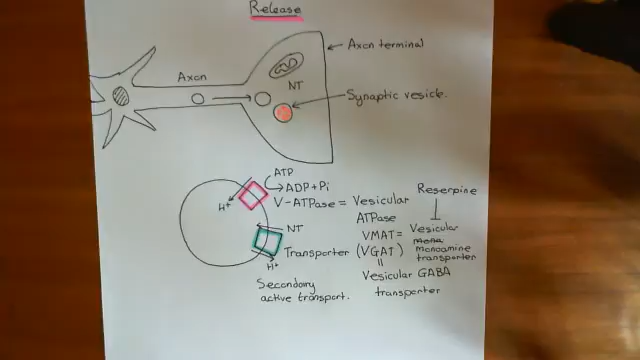 Release
Axon terminal
Axon
NT
Synaptic vesicle.
ATP
ADP+Pi
H+
V-ATPase = Vesicular
ATPase
Reserpine
NT
VMAT = Vesicular
monoamine
transporter
Transporter (VGAT)
H+
=
Vesicular GABA
transporter
Secondary
active transport.